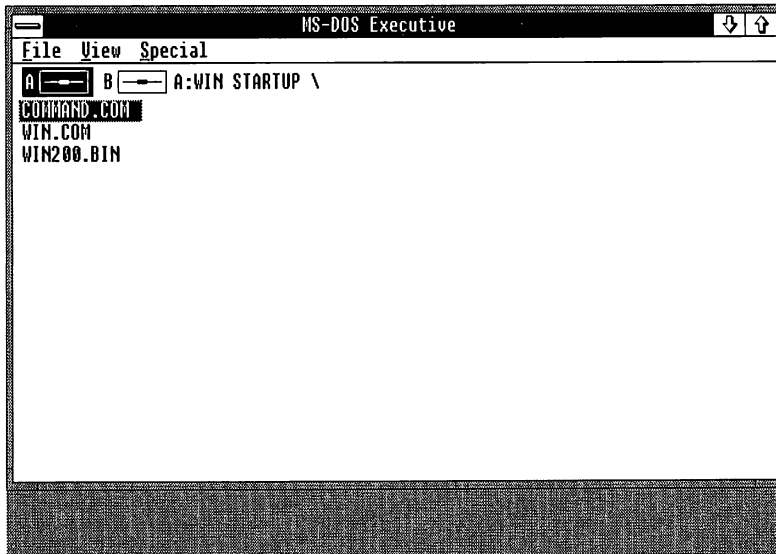 MS-DOS Executive
File View Special
A B A:WIN STARTUP \
COMMAND.COM
WIN.COM
WIN200.BIN